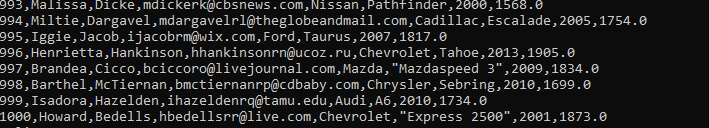 993,Malissa,Dicke,mdickerk@cbsnews.com,Nissan,Pathfinder,2000,1568.0
994,Miltie,Dargavel,mdargavelrl@theglobeandmail.com,Cadillac,Escalade,2005,1754.0
995,Iggie,Jacob,ijacobrm@wix.com,Ford,Taurus,2007,1817.0
996,Henrietta,Hankinson,hhankinsonrn@ucoz.ru,Chevrolet,Tahoe,2013,1905.0
997,Brandea,Cicco,bciccoro@livejournal.com,Mazda,"Mazdaspeed 3",2009,1834.0
998,Barthel,McTiernan,bmctiernanrp@cdbaby.com,Chrysler,Sebring,2010,1699.0
999,Isadora,Hazelden,ihazeldenrq@tamu.edu,Audi,A6,2010,1734.0
1000,Howard,Bedells,hbedellsrr@live.com,Chevrolet,"Express 2500",2001,1873.0